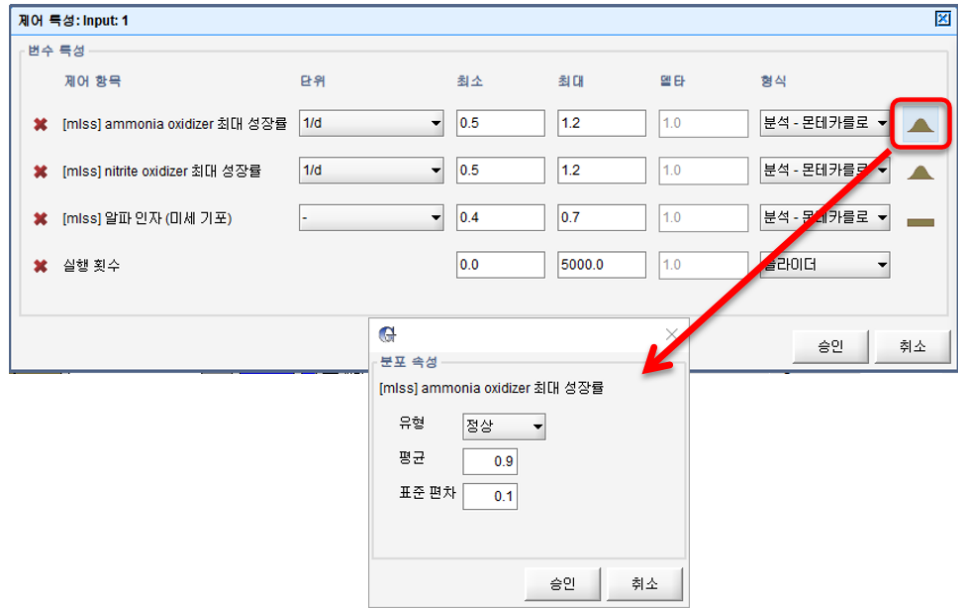 제어 특성: Input: 1
변수 특성
제어 항목 단위 최소 최대 델타 형식
[mlss] ammonia oxidizer 최대 성장률 1/d 0.5 1.2 1.0 분석 - 몬테카를로
[mlss] nitrite oxidizer 최대 성장률 1/d 0.5 1.2 1.0 분석 - 몬테카를로
[mlss] 알파 인자 (미세 기포) - 0.4 0.7 1.0 분석 - 몬테카를로
실행 횟수 0.0 5000.0 1.0 슬라이더
승인 취소
분포 속성
[mlss] ammonia oxidizer 최대 성장률
유형 정상
평균 0.9
표준 편차 0.1
승인 취소